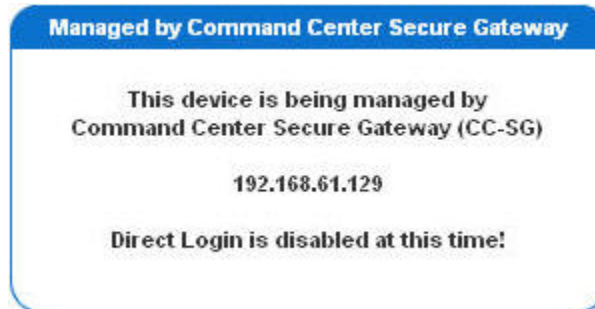 Managed by Command Center Secure Gateway
This device is being managed by
Command Center Secure Gateway (CC-SG)
192.168.61.129
Direct Login is disabled at this time!